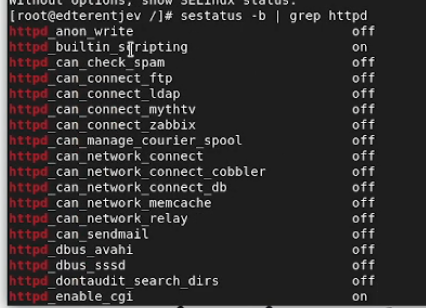 without options, show SELinux status.
[root@edterentjev /]# sestatus -b | grep httpd
httpd_anon_write off
httpd_builtin_scripting on
httpd_can_check_spam off
httpd_can_connect_ftp off
httpd_can_connect_ldap off
httpd_can_connect_mythtv off
httpd_can_connect_zabbix off
httpd_can_manage_courier_spool off
httpd_can_network_connect off
httpd_can_network_connect_cobbler off
httpd_can_network_connect_db off
httpd_can_network_memcache off
httpd_can_network_relay off
httpd_can_sendmail off
httpd_dbus_avahi off
httpd_dbus_sssd off
httpd_dontaudit_search_dirs off
httpd_enable_cgi on